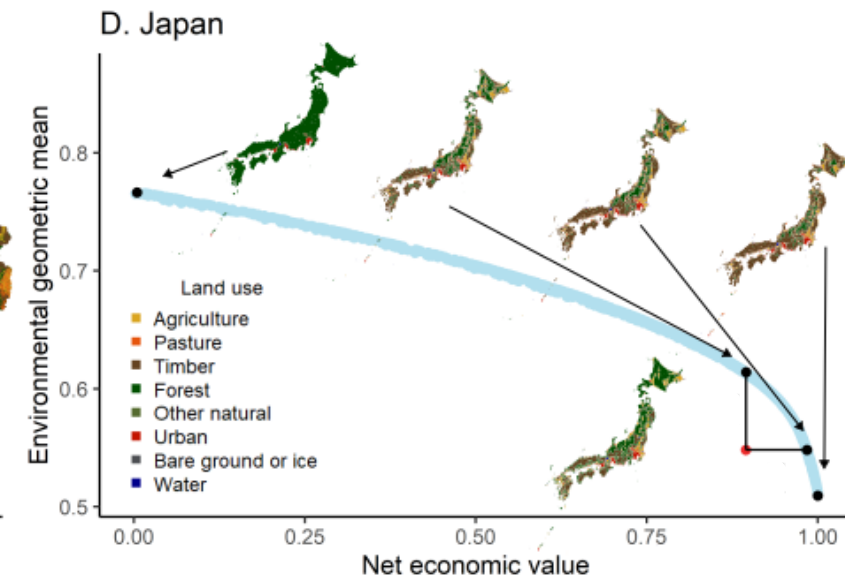 D. Japan
Environmental geometric mean
0.8
0.7
0.6
0.5
Land use
Agriculture
Pasture
Timber
Forest
Other natural
Urban
Bare ground or ice
Water
0.00 0.25 0.50 0.75 1.00
Net economic value